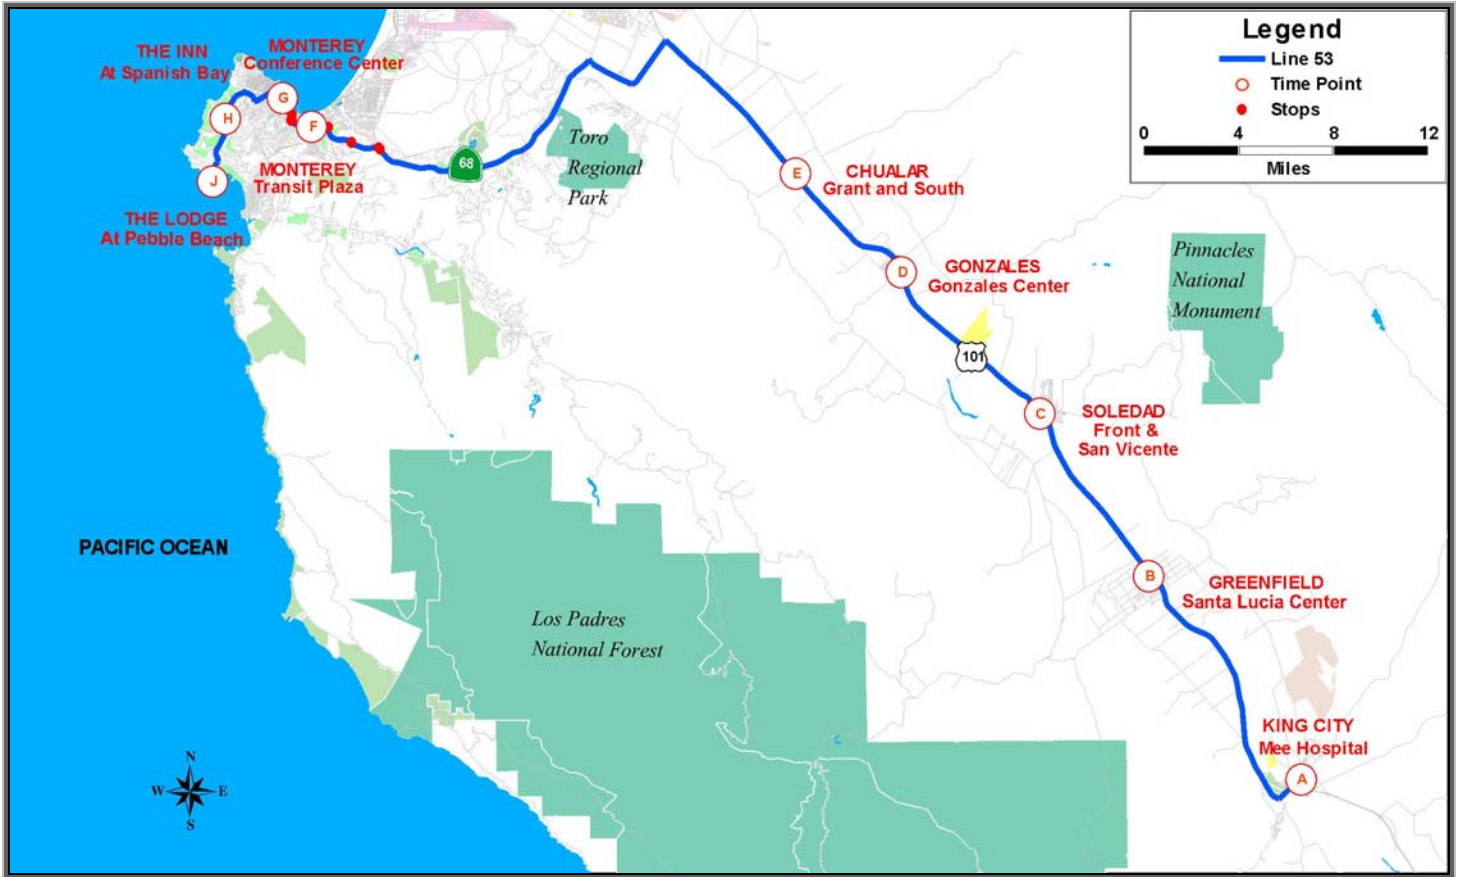 Legend
Line 53
Time Point
Stops
0 4 8 12
Miles
THE INN
At Spanish Bay
MONTEREY
Conference Center
G
H
F
J
MONTEREY
Transit Plaza
THE LODGE
At Pebble Beach
68
Toro
Regional
Park
E
CHUALAR
Grant and South
D
GONZALES
Gonzales Center
101
Pinnacles
National
Monument
C
SOLEDAD
Front &
San Vicente
PACIFIC OCEAN
B
GREENFIELD
Santa Lucia Center
Los Padres
National Forest
KING CITY
Mee Hospital
A
N
W E
S